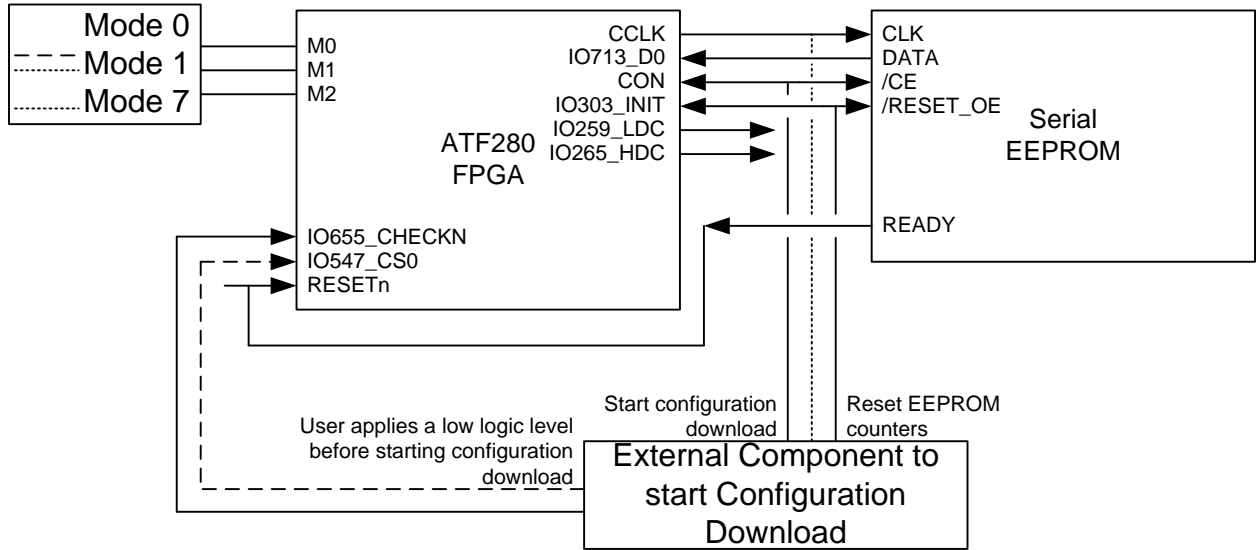 Mode 0
Mode 1
Mode 7
M0
M1
M2
ATF280
FPGA
CCLK
IO713_D0
CON
IO303_INIT
IO259_LDC
IO265_HDC
IO655_CHECKN
IO547_CS0
RESETn
CLK
DATA
/CE
/RESET_OE
Serial
EEPROM
READY
User applies a low logic level
before starting configuration
download
Start configuration
download
Reset EEPROM
counters
External Component to
start Configuration
Download